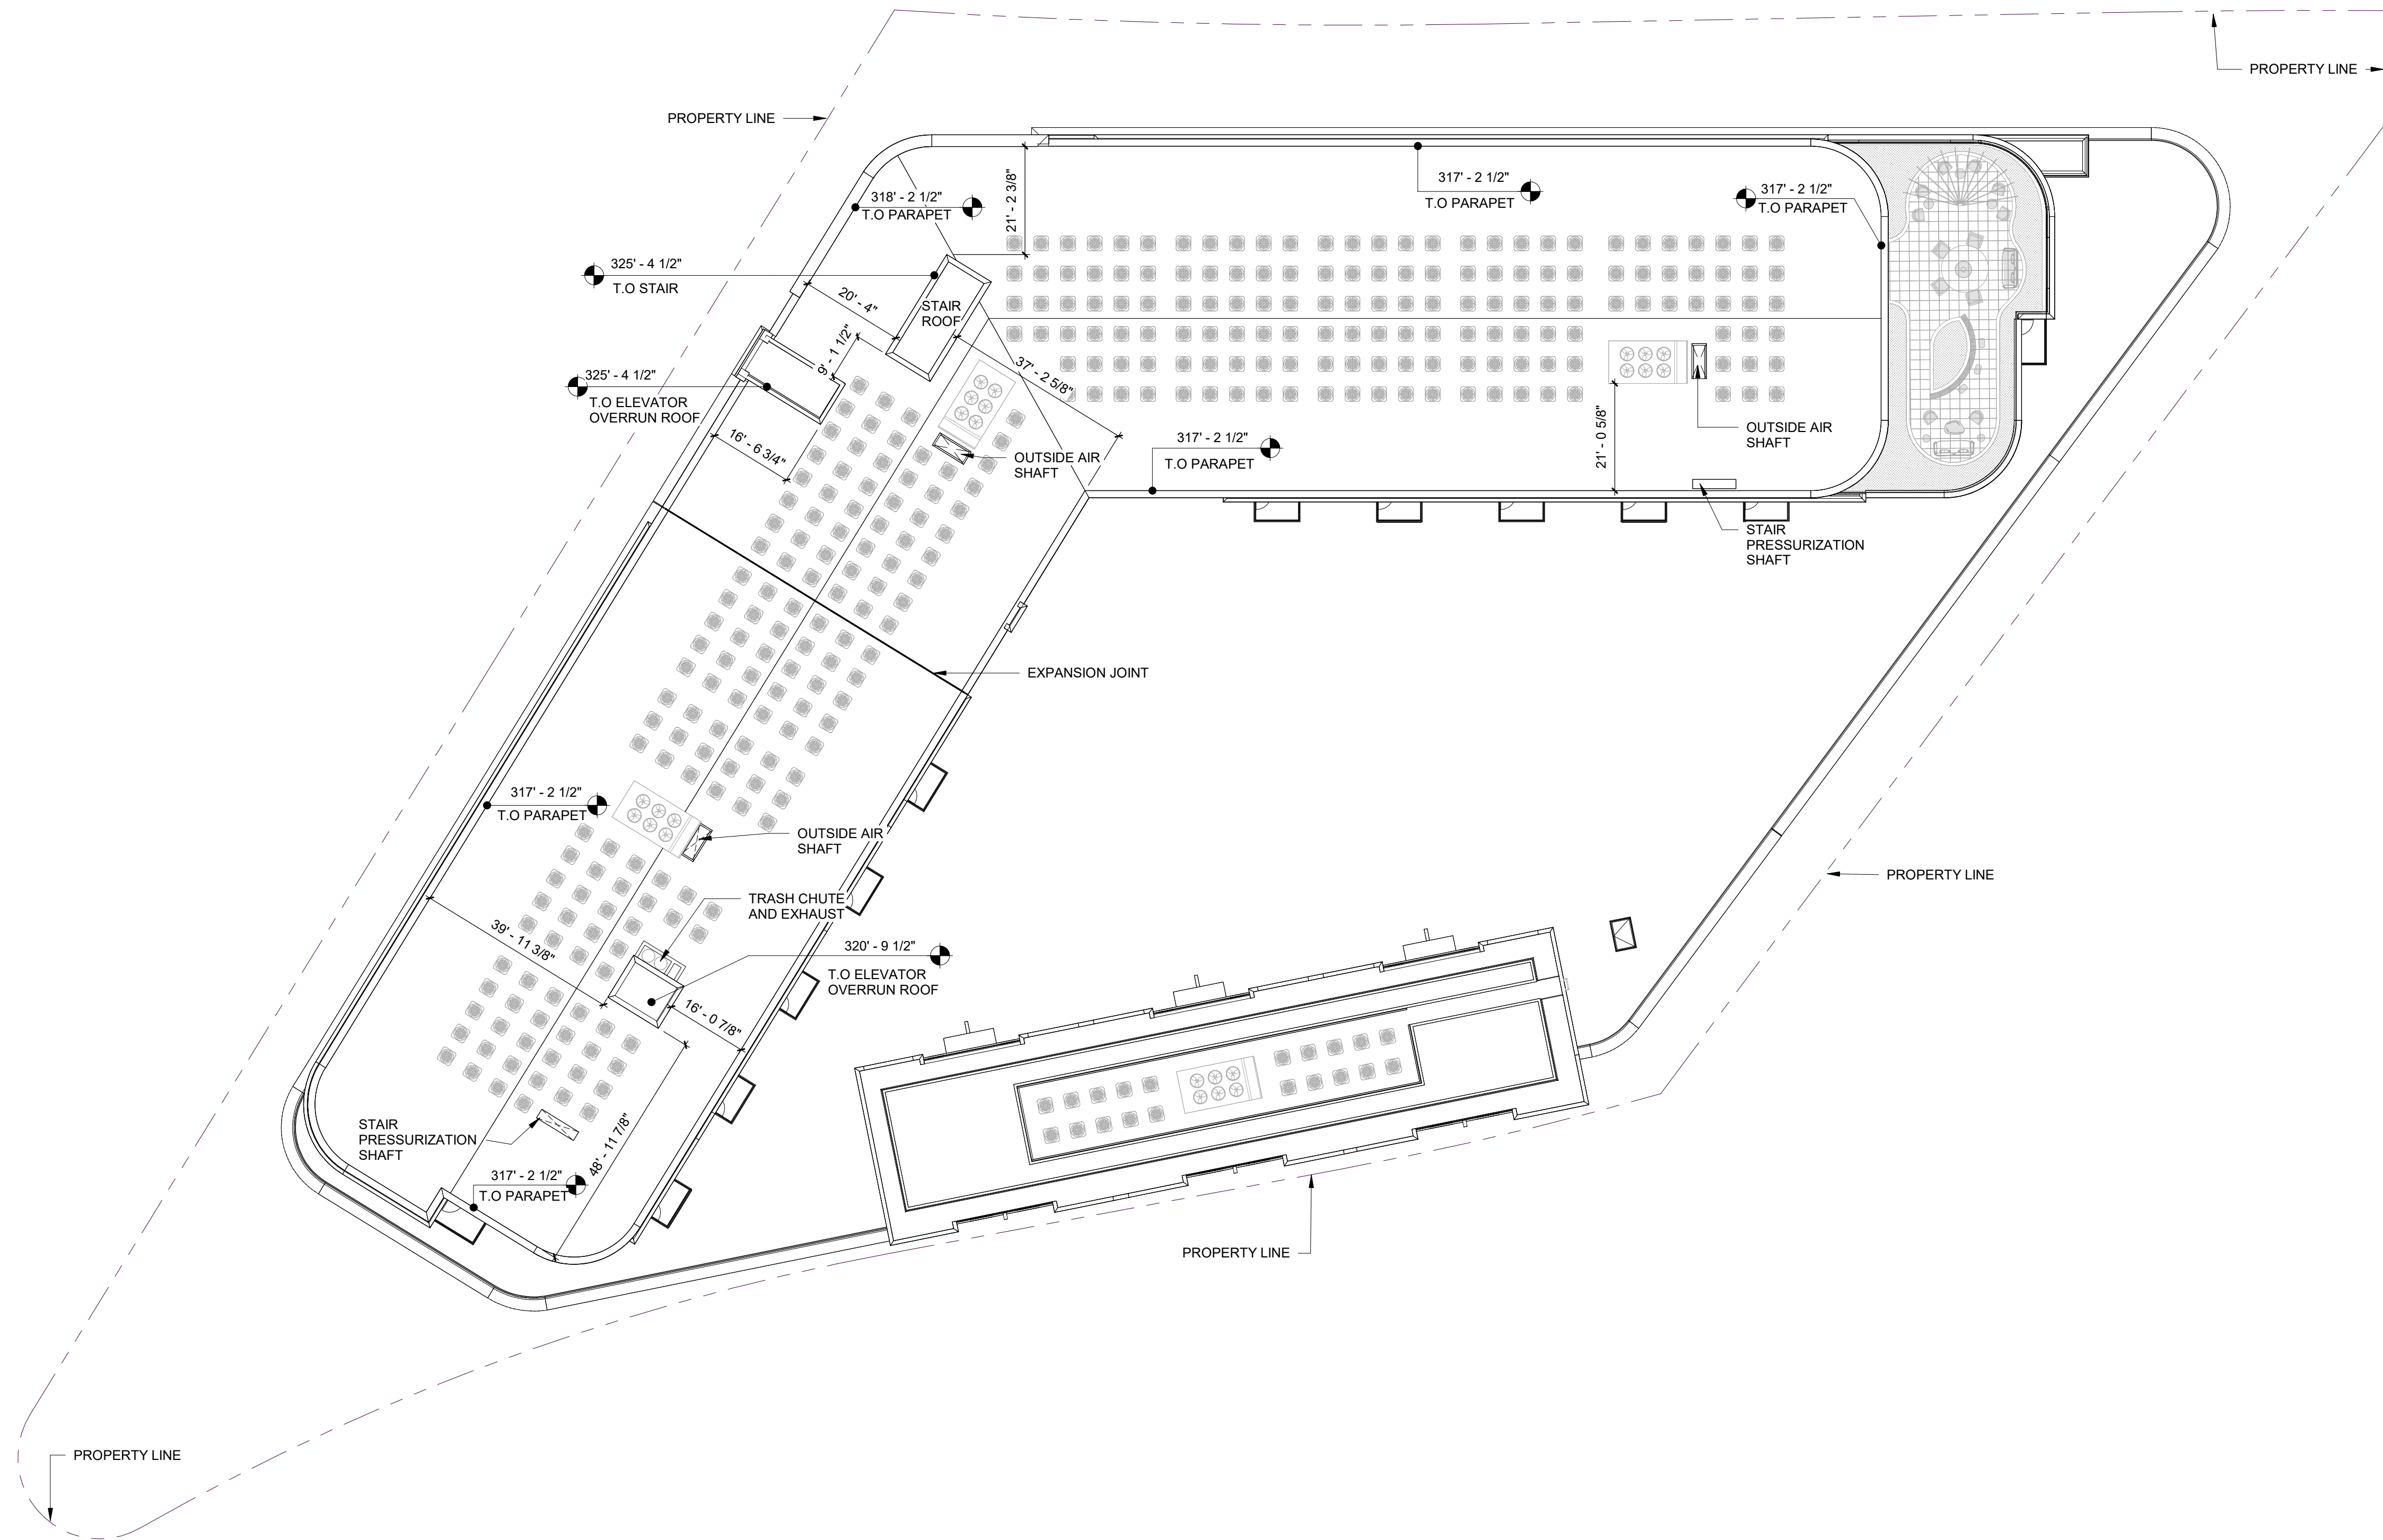 PROPERTY LINE
PROPERTY LINE
317' - 2 1/2"
T.O PARAPET
317' - 2 1/2"
T.O PARAPET
318' - 2 1/2"
T.O PARAPET
21' - 2 3/8"
325' - 4 1/2"
T.O STAIR
20' - 4"
STAIR
ROOF
9' - 1 1/2"
37' - 2 5/8"
325' - 4 1/2"
T.O ELEVATOR
OVERRUN ROOF
16' - 6 3/4"
OUTSIDE AIR
SHAFT
317' - 2 1/2"
T.O PARAPET
21' - 0 5/8"
OUTSIDE AIR
SHAFT
STAIR
PRESSURIZATION
SHAFT
EXPANSION JOINT
317' - 2 1/2"
T.O PARAPET
OUTSIDE AIR
SHAFT
PROPERTY LINE
TRASH CHUTE
AND EXHAUST
39' - 11 3/8"
320' - 9 1/2"
T.O ELEVATOR
OVERRUN ROOF
16' - 0 7/8"
48' - 11 7/8"
STAIR
PRESSURIZATION
SHAFT
317' - 2 1/2"
T.O PARAPET
PROPERTY LINE
PROPERTY LINE